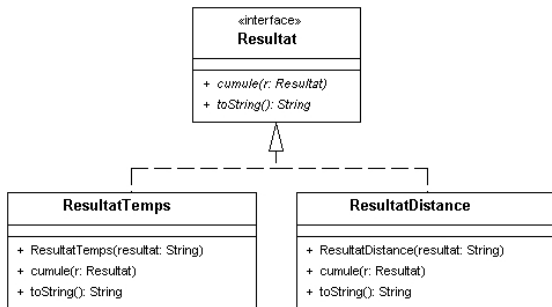 «interface»
Resultat
+ cumule(r: Resultat)
+ toString(): String
ResultatTemps
+ ResultatTemps(resultat: String)
+ cumule(r: Resultat)
+ toString(): String
ResultatDistance
+ ResultatDistance(resultat: String)
+ cumule(r: Resultat)
+ toString(): String